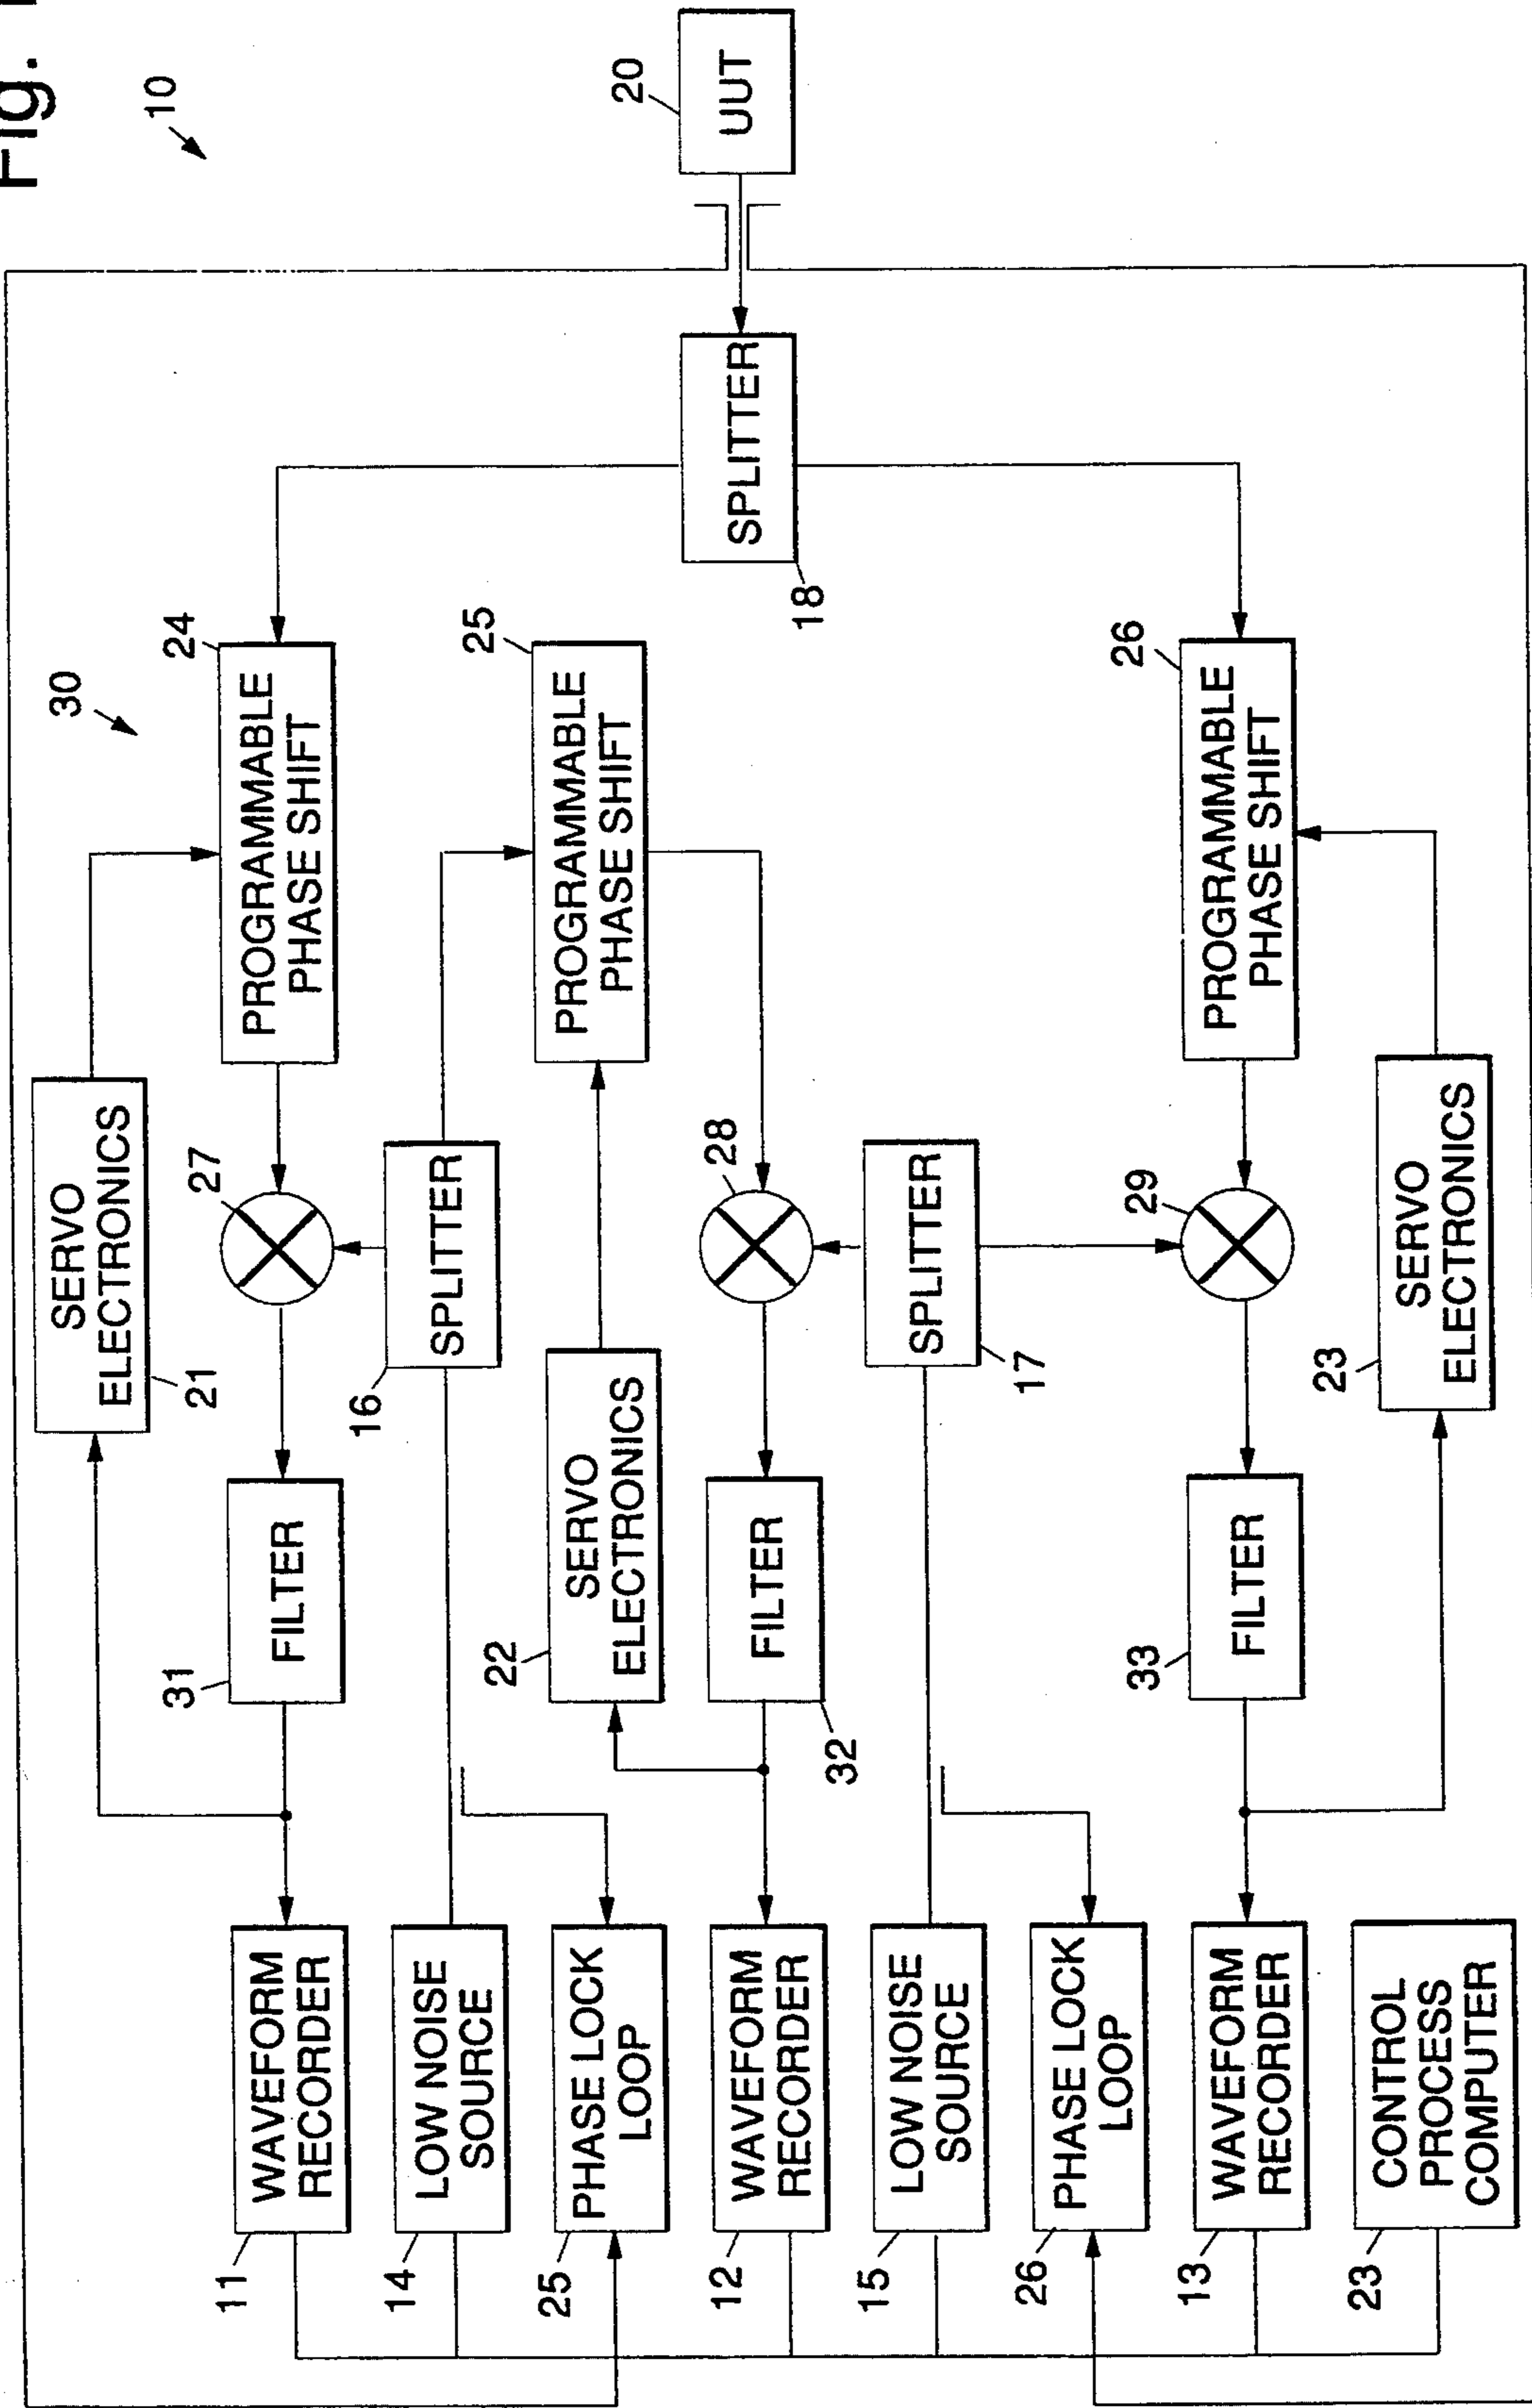 Fig. 1
10
20
UUT
SPLITTER
18
30
24
PROGRAMMABLE
PHASE SHIFT
25
PROGRAMMABLE
PHASE SHIFT
26
PROGRAMMABLE
PHASE SHIFT
SERVO
ELECTRONICS
21
27
16
SPLITTER
28
SPLITTER
17
29
SERVO
ELECTRONICS
23
31
FILTER
22
SERVO
ELECTRONICS
FILTER
32
33
FILTER
11
WAVEFORM
RECORDER
14
LOW NOISE
SOURCE
25
PHASE LOCK
LOOP
12
WAVEFORM
RECORDER
15
LOW NOISE
SOURCE
26
PHASE LOCK
LOOP
13
WAVEFORM
RECORDER
23
CONTROL
PROCESS
COMPUTER